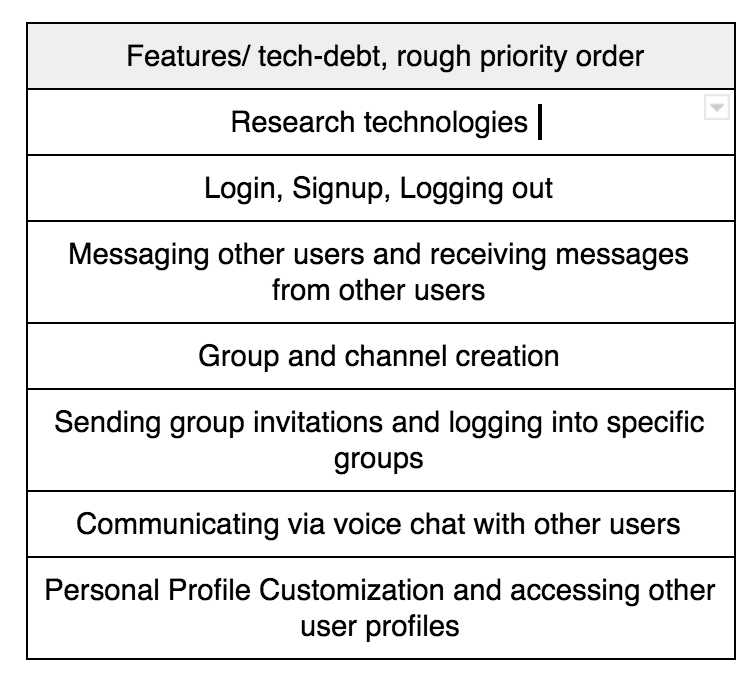 Features/ tech-debt, rough priority order
Research technologies
Login, Signup, Logging out
Messaging other users and receiving messages
from other users
Group and channel creation
Sending group invitations and logging into specific
groups
Communicating via voice chat with other users
Personal Profile Customization and accessing other
user profiles